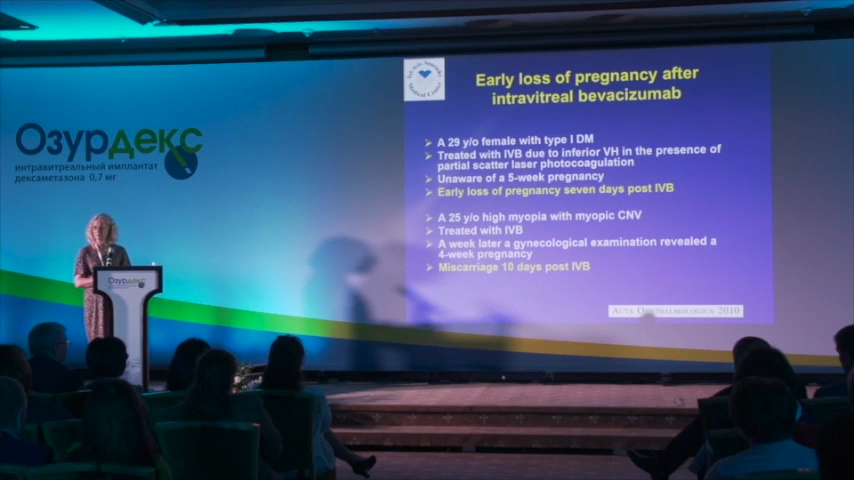 Озурдекс
интравитреальный имплантат
дексаметазона 0,7 мг
Medical Center
Early loss of pregnancy after
intravitreal bevacizumab
➢ A 29 y/o female with type I DM
➢ Treated with IVB due to inferior VH in the presence of
partial scatter laser photocoagulation
➢ Unaware of a 5-week pregnancy
➢ Early loss of pregnancy seven days post IVB
➢ A 25 y/o high myopia with myopic CNV
➢ Treated with IVB
➢ A week later a gynecological examination revealed a
4-week pregnancy
➢ Miscarriage 10 days post IVB
Acta Ophthalmologica 2010
Озурдекс